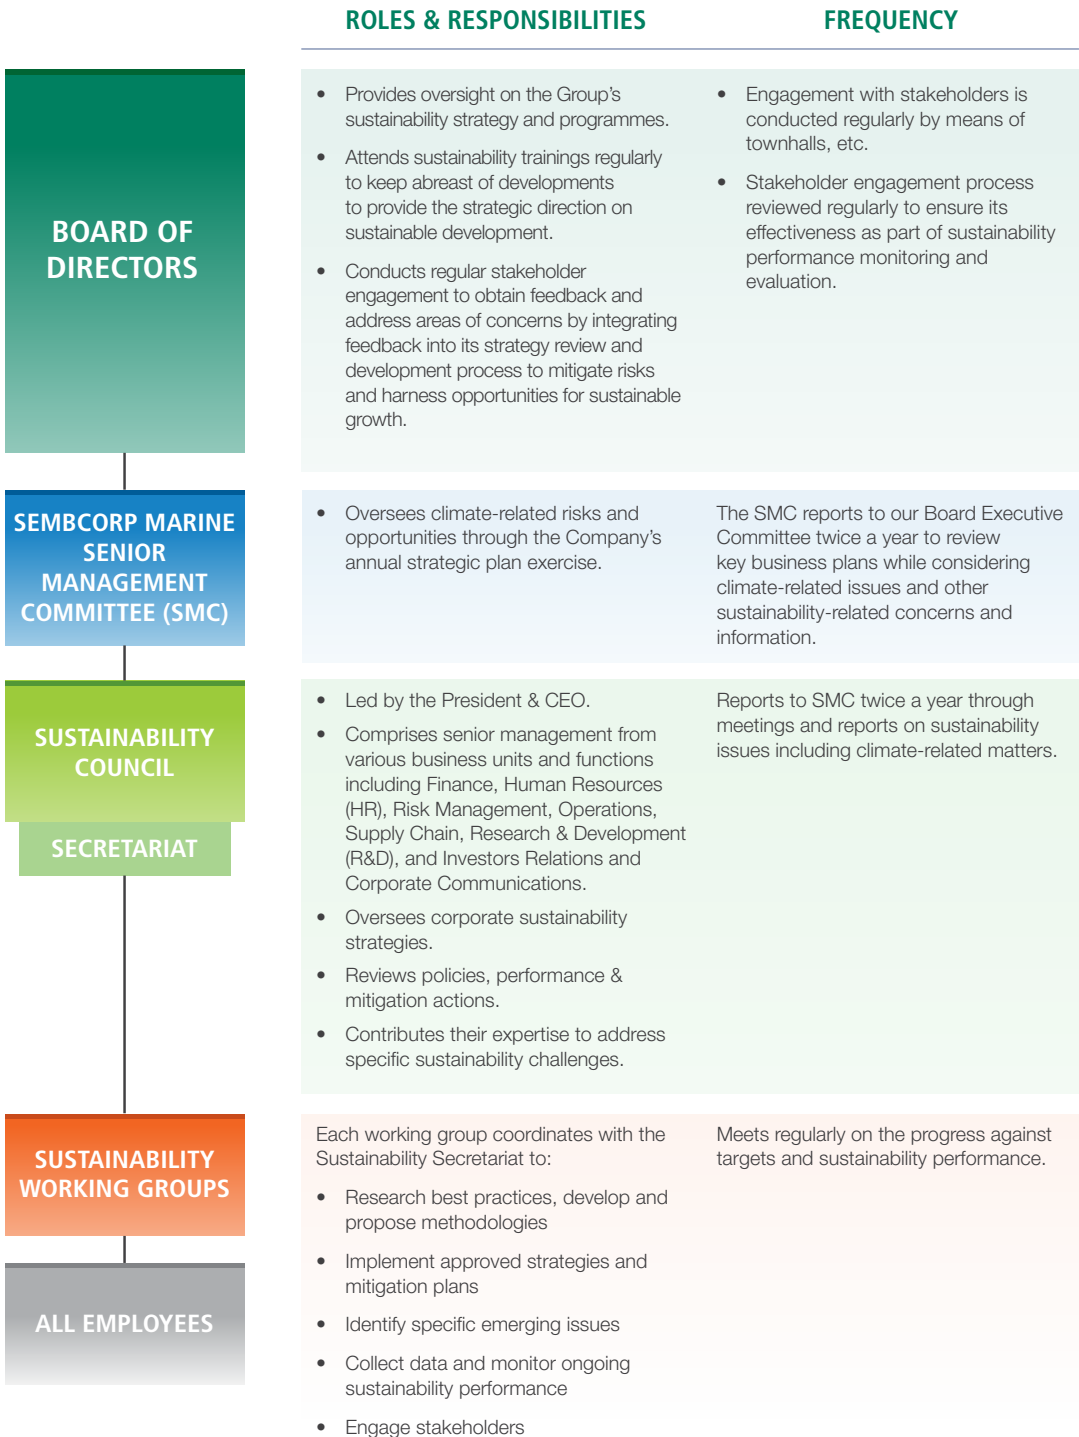 ROLES & RESPONSIBILITIES
FREQUENCY
BOARD OF
DIRECTORS
• Provides oversight on the Group's
sustainability strategy and programmes.
• Attends sustainability trainings regularly
to keep abreast of developments
to provide the strategic direction on
sustainable development.
• Conducts regular stakeholder
engagement to obtain feedback and
address areas of concerns by integrating
feedback into its strategy review and
development process to mitigate risks
and harness opportunities for sustainable
growth.
• Engagement with stakeholders is
conducted regularly by means of
townhalls, etc.
• Stakeholder engagement process
reviewed regularly to ensure its
effectiveness as part of sustainability
performance monitoring and
evaluation.
SEMBCORP MARINE
SENIOR
MANAGEMENT
COMMITTEE (SMC)
• Oversees climate-related risks and
opportunities through the Company's
annual strategic plan exercise.
The SMC reports to our Board Executive
Committee twice a year to review
key business plans while considering
climate-related issues and other
sustainability-related concerns and
information.
SUSTAINABILITY
COUNCIL
SECRETARIAT
• Led by the President & CEO.
• Comprises senior management from
various business units and functions
including Finance, Human Resources
(HR), Risk Management, Operations,
Supply Chain, Research & Development
(R&D), and Investors Relations and
Corporate Communications.
• Oversees corporate sustainability
strategies.
• Reviews policies, performance &
mitigation actions.
• Contributes their expertise to address
specific sustainability challenges.
Reports to SMC twice a year through
meetings and reports on sustainability
issues including climate-related matters.
SUSTAINABILITY
WORKING GROUPS
ALL EMPLOYEES
Each working group coordinates with the
Sustainability Secretariat to:
• Research best practices, develop and
propose methodologies
• Implement approved strategies and
mitigation plans
• Identify specific emerging issues
• Collect data and monitor ongoing
sustainability performance
• Engage stakeholders
Meets regularly on the progress against
targets and sustainability performance.